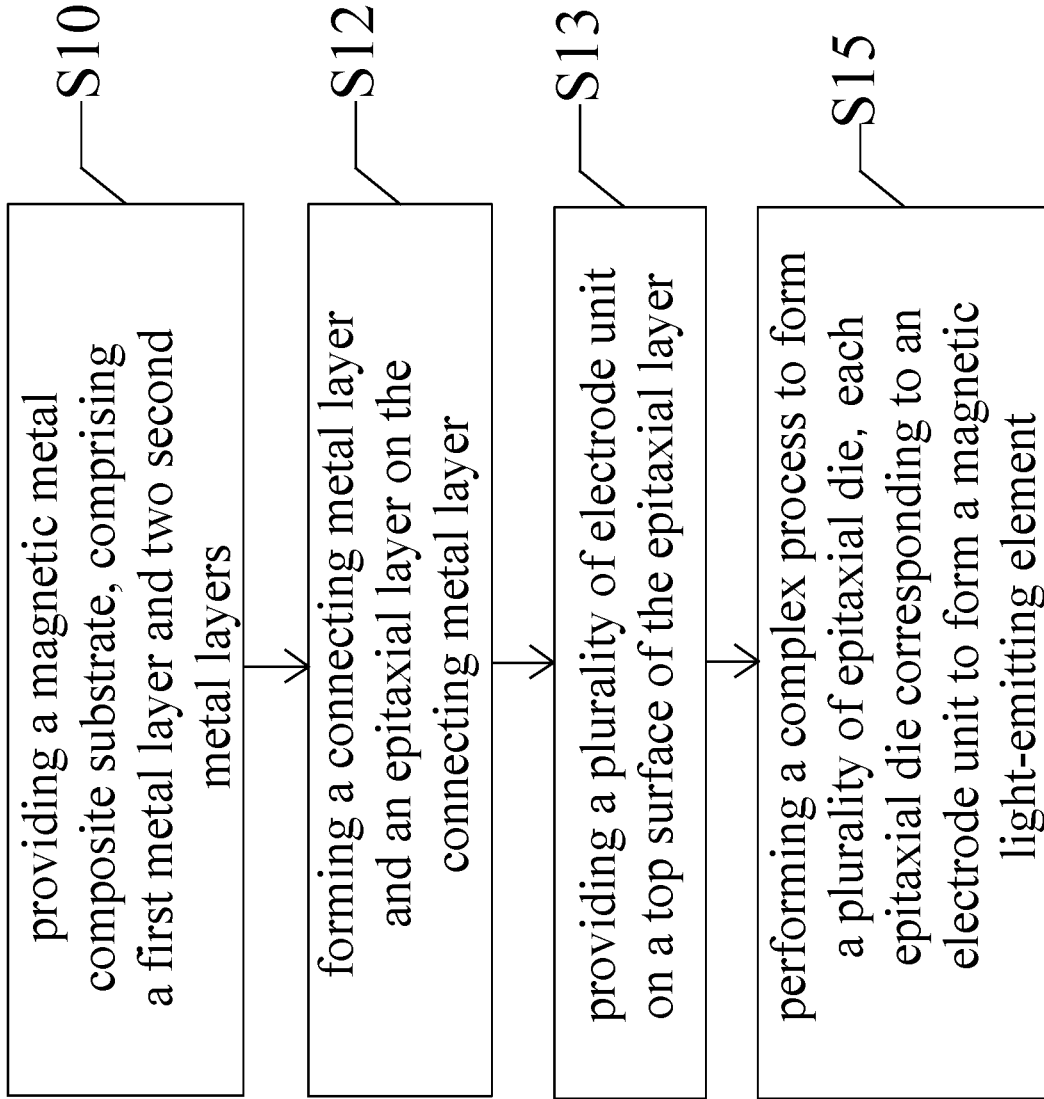 providing a magnetic metal
composite substrate, comprising
a first metal layer and two second
metal layers
S10
forming a connecting metal layer
and an epitaxial layer on the
connecting metal layer
S12
providing a plurality of electrode unit
on a top surface of the epitaxial layer
S13
performing a complex process to form
a plurality of epitaxial die, each
epitaxial die corresponding to an
electrode unit to form a magnetic
light-emitting element
S15